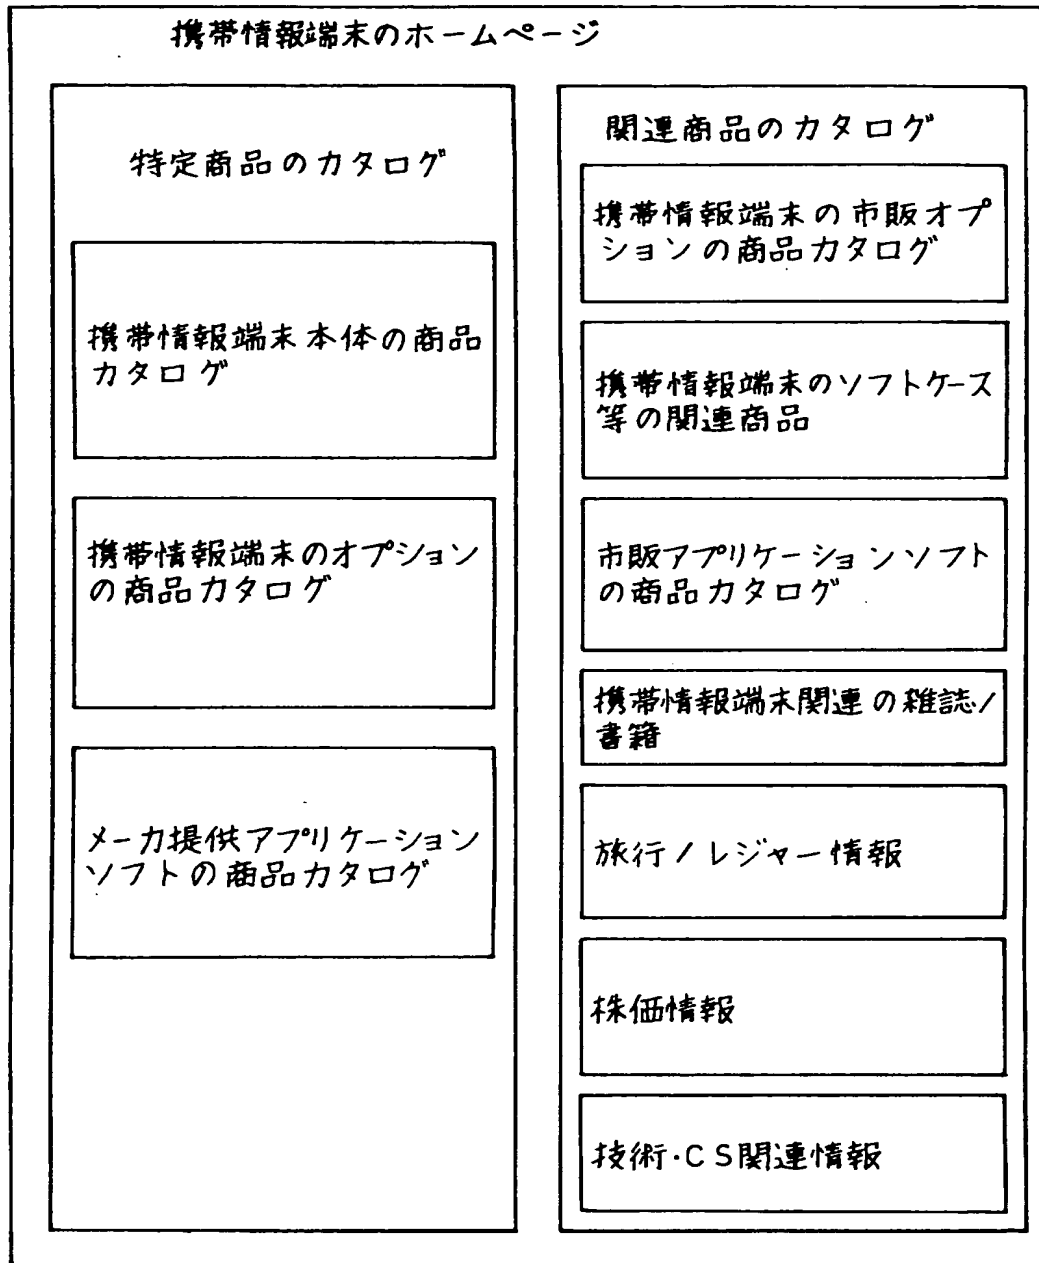 携帯情報端末のホームページ
特定商品のカタログ
携帯情報端末本体の商品
カタログ
携帯情報端末のオプション
の商品カタログ
メーカ提供アプリケーション
ソフトの商品カタログ
関連商品のカタログ
携帯情報端末の市販オプ
ションの商品カタログ
携帯情報端末のソフトケース
等の関連商品
市販アプリケーションソフト
の商品カタログ
携帯情報端末関連の雑誌/
書籍
旅行/レジャー情報
株価情報
技術・CS関連情報